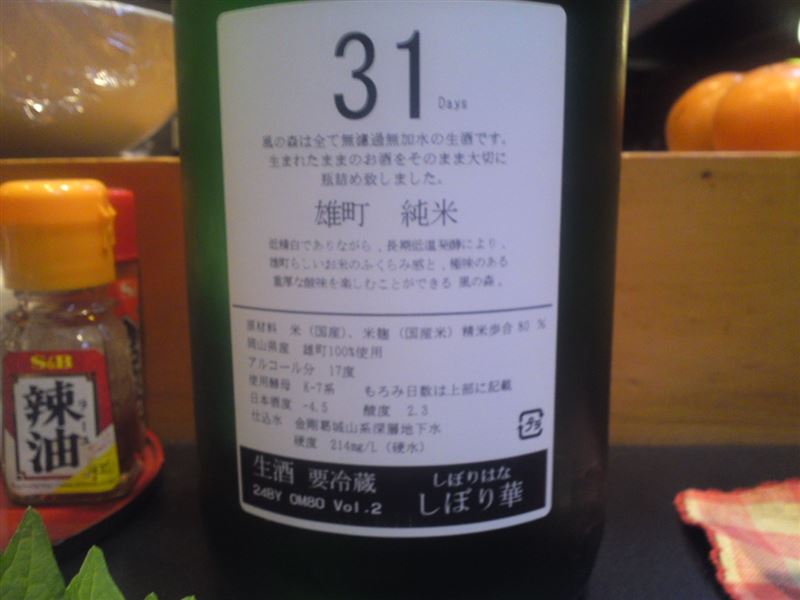 31 Days
風の森は全て無濾過無加水の生酒です。
生まれたままのお酒をそのまま大切に
瓶詰め致しました。
雄町 純米
低精白でありながら、長期低温発酵により、
雄町らしいお米のふくらみ感と、極味のある
重厚な酸味を楽しむことができる 風の森。
原材料 米（国産）、米麹（国産米）精米歩合 80 %
岡山県産 雄町100%使用
アルコール分 17度
使用酵母 K-7系 もろみ日数は上部に記載
日本酒度 -4.5 酸度 2.3
仕込水 金剛葛城山系深層地下水
硬度 214mg/L（硬水）
生酒 要冷蔵
24BY OMBO Vol.2
しぼりはな
しぼり華
S&B
辣油
ラー